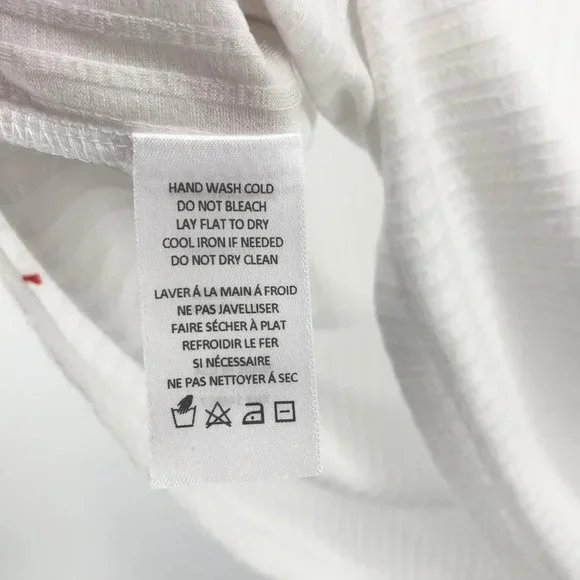 HAND WASH COLD
DO NOT BLEACH
LAY FLAT TO DRY
COOL IRON IF NEEDED
DO NOT DRY CLEAN
LAVER Á LA MAIN Á FROID
NE PAS JAVELLISER
FAIRE SÉCHER À PLAT
REFROIDIR LE FER
SI NÉCESSAIRE
NE PAS NETTOYER Á SEC